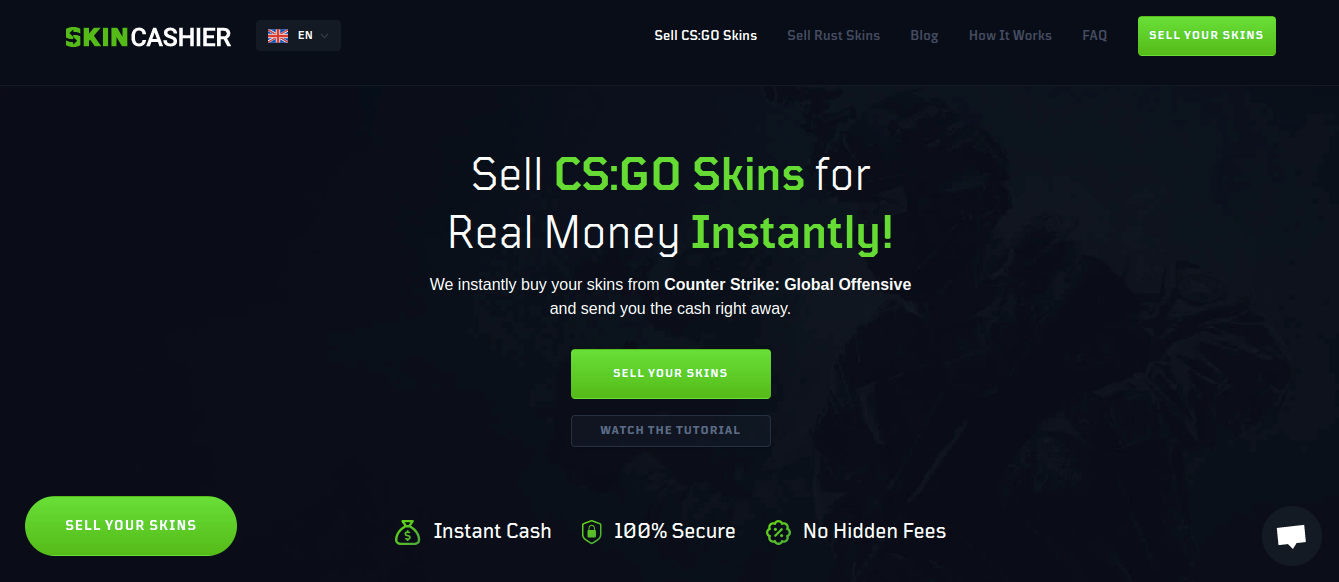 SKINCASHIER
EN
Sell CS:GO Skins
Sell Rust Skins
Blog
How It Works
FAQ
SELL YOUR SKINS
Sell CS:GO Skins for
Real Money Instantly!
We instantly buy your skins from Counter Strike: Global Offensive
and send you the cash right away.
SELL YOUR SKINS
WATCH THE TUTORIAL
SELL YOUR SKINS
Instant Cash
100% Secure
No Hidden Fees